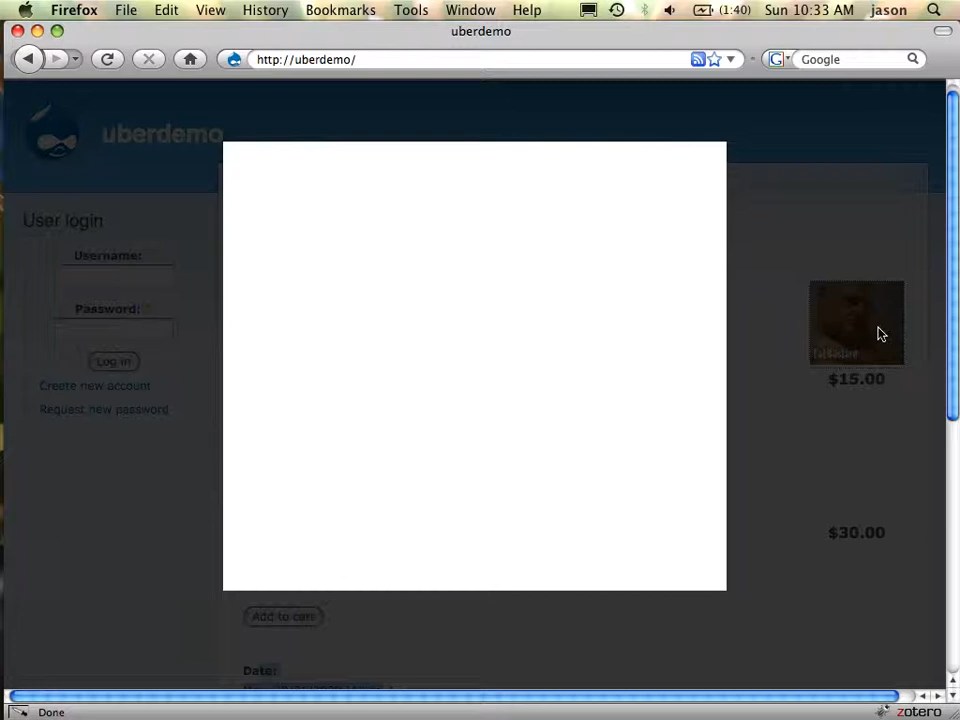 Firefox File Edit View History Bookmarks Tools Window Help (1:40) Sun 10:33 AM jason
uberdemo
http://uberdemo/
G Google
uberdemo
User login
Username:
Password:
Log in
Create new account
Request new password
$15.00
$30.00
Add to cart
Date:
Done
zotero